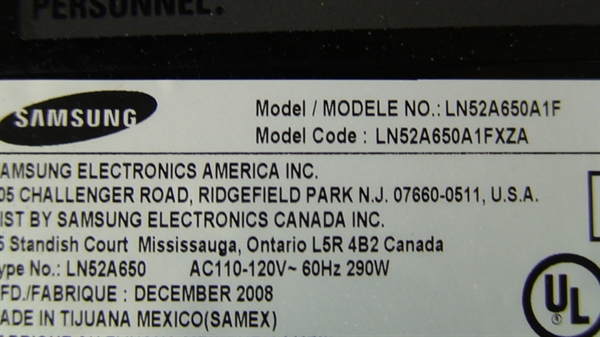 PERSONNEL.
SAMSUNG
Model / MODELE NO.: LN52A650A1F
Model Code : LN52A650A1FXZA
AMSUNG ELECTRONICS AMERICA INC.
05 CHALLENGER ROAD, RIDGEFIELD PARK N.J. 07660-0511, U.S.A.
IST BY SAMSUNG ELECTRONICS CANADA INC.
5 Standish Court Mississauga, Ontario L5R 4B2 Canada
ype No.: LN52A650 AC110-120V~ 60Hz 290W
FD./FABRIQUE : DECEMBER 2008
ADE IN TIJUANA MEXICO(SAMEX)
UL